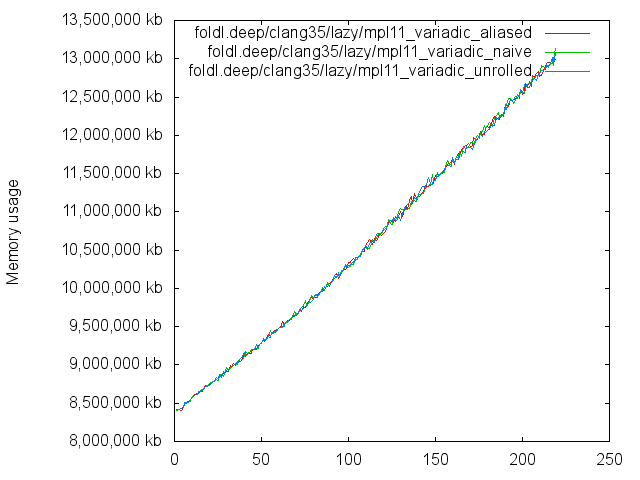 13,500,000 kb
13,000,000 kb
12,500,000 kb
12,000,000 kb
11,500,000 kb
11,000,000 kb
10,500,000 kb
10,000,000 kb
9,500,000 kb
9,000,000 kb
8,500,000 kb
8,000,000 kb
Memory usage
foldl.deep/clang35/lazy/mpl11_variadic_aliased
foldl.deep/clang35/lazy/mpl11_variadic_naive
foldl.deep/clang35/lazy/mpl11_variadic_unrolled
0 50 100 150 200 250